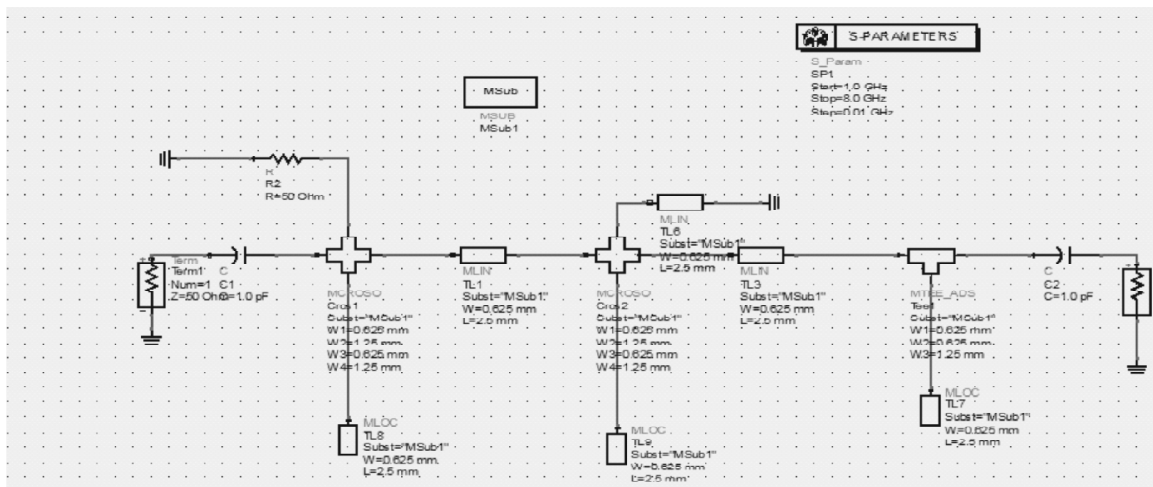 S-PARAMETERS
S_Param
SP1
Start=1.0 GHz
Stop=8.0 GHz
Step=0.01 GHz
MSub
MSUB
MSub1
R
R2
R=50 Ohm
Term
Term1
Num=1
Z=50 Ohm
C
C1
C=1.0 pF
MCROSO
Subst="MSub1"
W1=0.625 mm
W2=1.25 mm
W3=0.625 mm
W4=1.25 mm
MLIN
TL1
Subst="MSub1"
W=0.625 mm
L=2.5 mm
MCROSO
Subst="MSub1"
W1=0.625 mm
W2=1.25 mm
W3=0.625 mm
W4=1.25 mm
MLIN
TL6
Subst="MSub1"
W=0.625 mm
L=2.5 mm
MLIN
TL3
Subst="MSub1"
W=0.625 mm
L=2.5 mm
MTEE_ADS
Tee1
Subst="MSub1"
W1=0.625 mm
W2=0.625 mm
W3=1.25 mm
C
C2
C=1.0 pF
MLOC
TL8
Subst="MSub1"
W=0.625 mm
L=2.5 mm
MLOC
TL9
Subst="MSub1"
W=0.625 mm
L=2.5 mm
MLOC
TL7
Subst="MSub1"
W=0.625 mm
L=2.5 mm